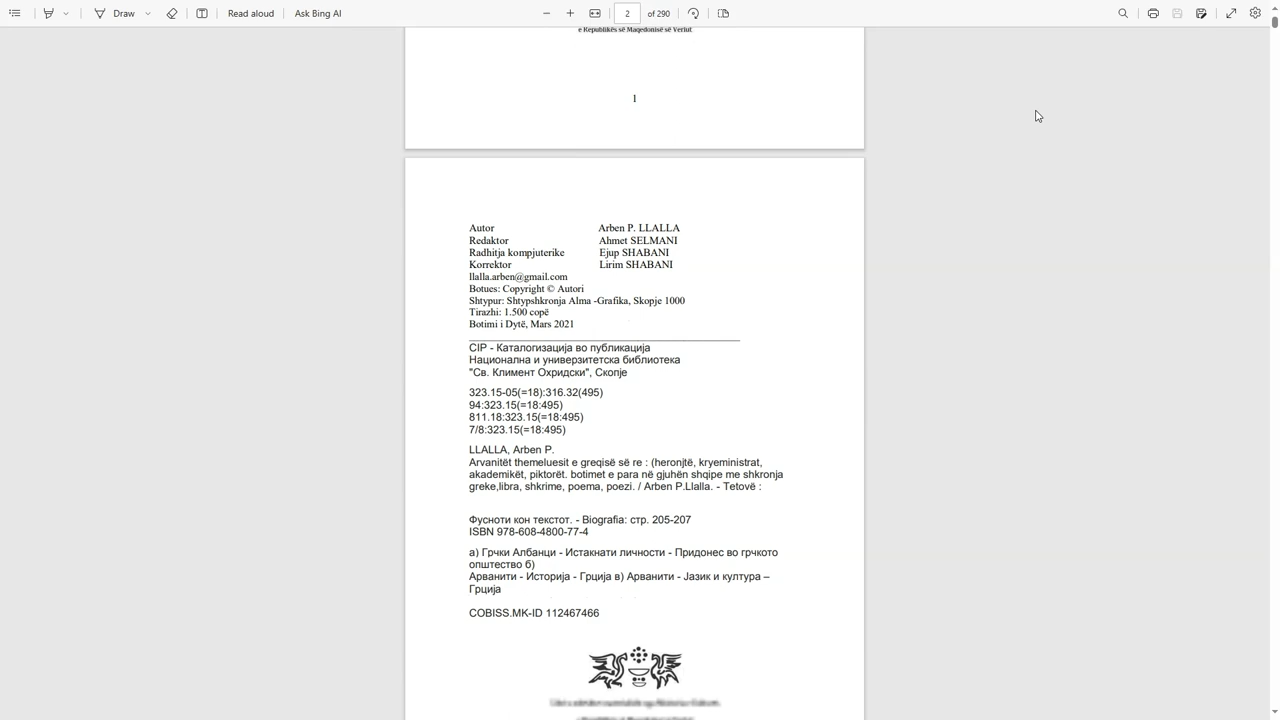 Draw
Read aloud
Ask Bing AI
2
of 290
e Republikës së Maqedonisë së Veriut
1
Autor Arben P. LLALLA
Redaktor Ahmet SELMANI
Radhitja kompjuterike Ejup SHABANI
Korrektor Lirim SHABANI
llalla.arben@gmail.com
Botues: Copyright © Autori
Shtypur: Shtypshkronja Alma -Grafika, Skopje 1000
Tirazhi: 1.500 copë
Botimi i Dytë, Mars 2021
CIP - Каталогизација во публикација
Национална и универзитетска библиотека
"Св. Климент Охридски", Скопје
323.15-05(=18):316.32(495)
94:323.15(=18:495)
811.18:323.15(=18:495)
7/8:323.15(=18:495)
LLALLA, Arben P.
Arvanitët themeluesit e greqisë së re : (heronjtë, kryeministrat,
akademikët, piktorët. botimet e para në gjuhën shqipe me shkronja
greke,libra, shkrime, poema, poezi. / Arben P.Llalla. - Tetovë :
Фусноти кон текстот. - Biografia: стр. 205-207
ISBN 978-608-4800-77-4
а) Грчки Албанци - Истакнати личности - Придонес во грчкото
општество б)
Арванити - Историја - Грција в) Арванити - Јазик и култура –
Грција
COBISS.MK-ID 112467466